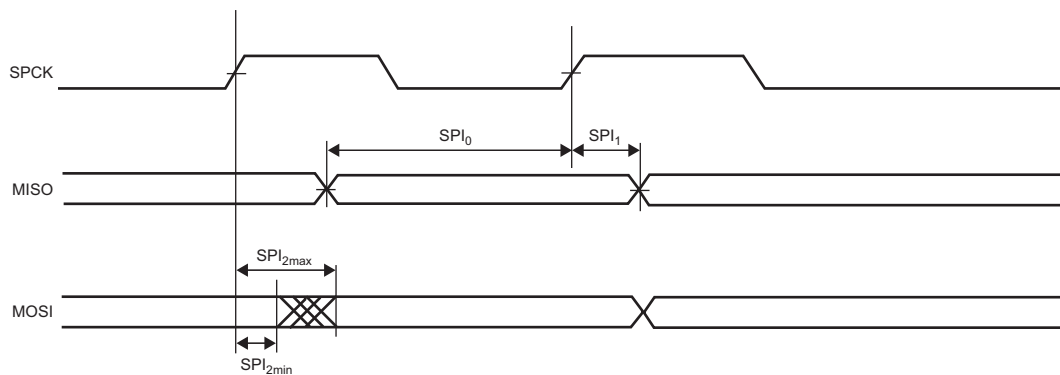 SPCK
SPI₀ SPI₁
MISO
SPI₂max
MOSI
SPI₂min